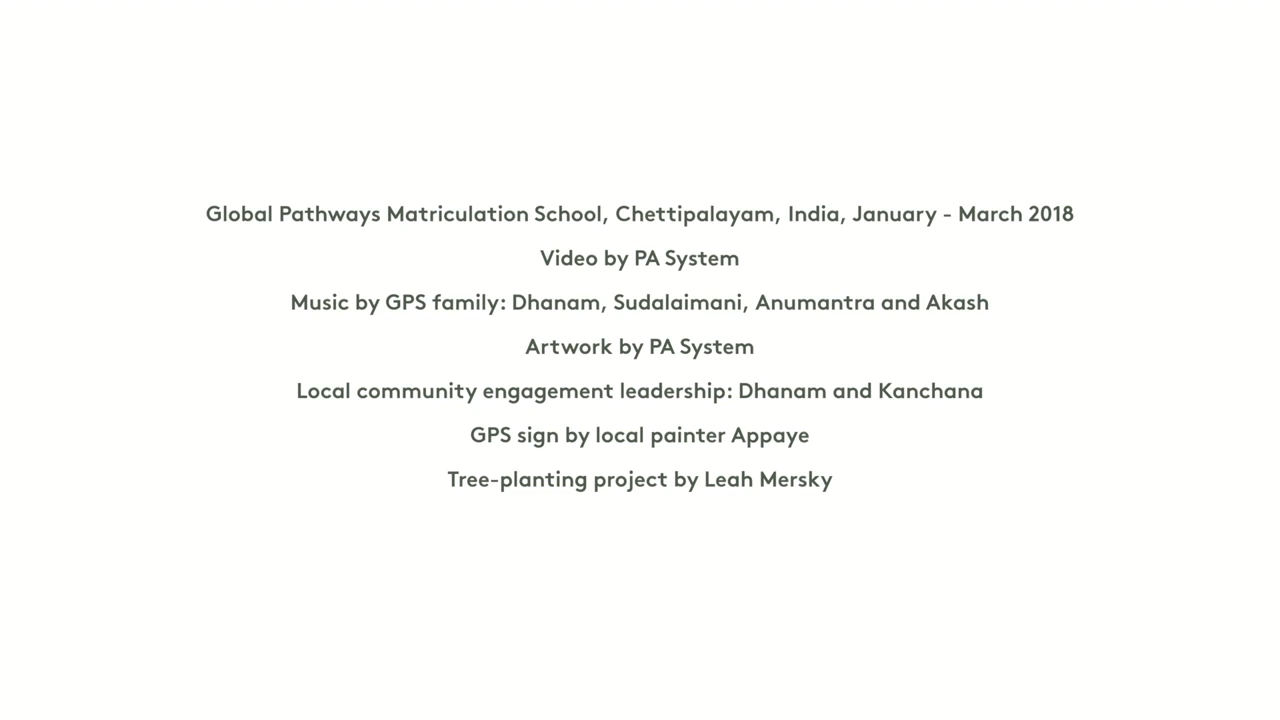 Global Pathways Matriculation School, Chettipalayam, India, January - March 2018
Video by PA System
Music by GPS family: Dhanam, Sudalaimani, Anumantra and Akash
Artwork by PA System
Local community engagement leadership: Dhanam and Kanchana
GPS sign by local painter Appaye
Tree-planting project by Leah Mersky